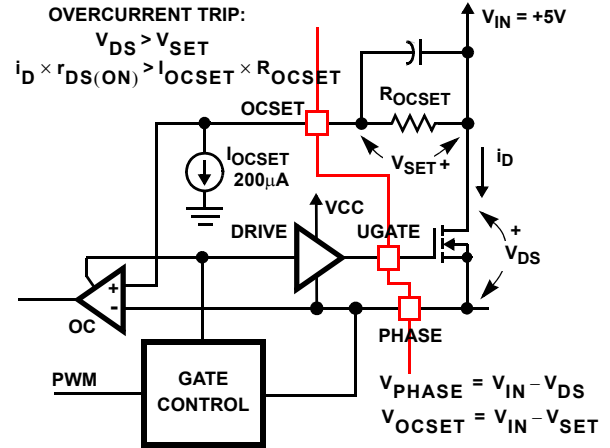 OVERCURRENT TRIP:
V_DS > V_SET
i_D × r_DS(ON) > I_OCSET × R_OCSET
V_IN = +5V
R_OCSET
OCSET
V_SET +
i_D
I_OCSET
200μA
VCC
DRIVE
UGATE
+
V_DS
+
-
OC
PHASE
PWM
GATE
CONTROL
V_PHASE = V_IN – V_DS
V_OCSET = V_IN – V_SET